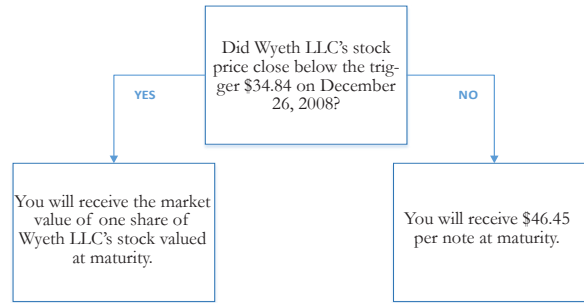 Did Wyeth LLC's stock
price close below the trig-
ger $34.84 on December
26, 2008?
YES
NO
You will receive the market
value of one share of
Wyeth LLC's stock valued
at maturity.
You will receive $46.45
per note at maturity.